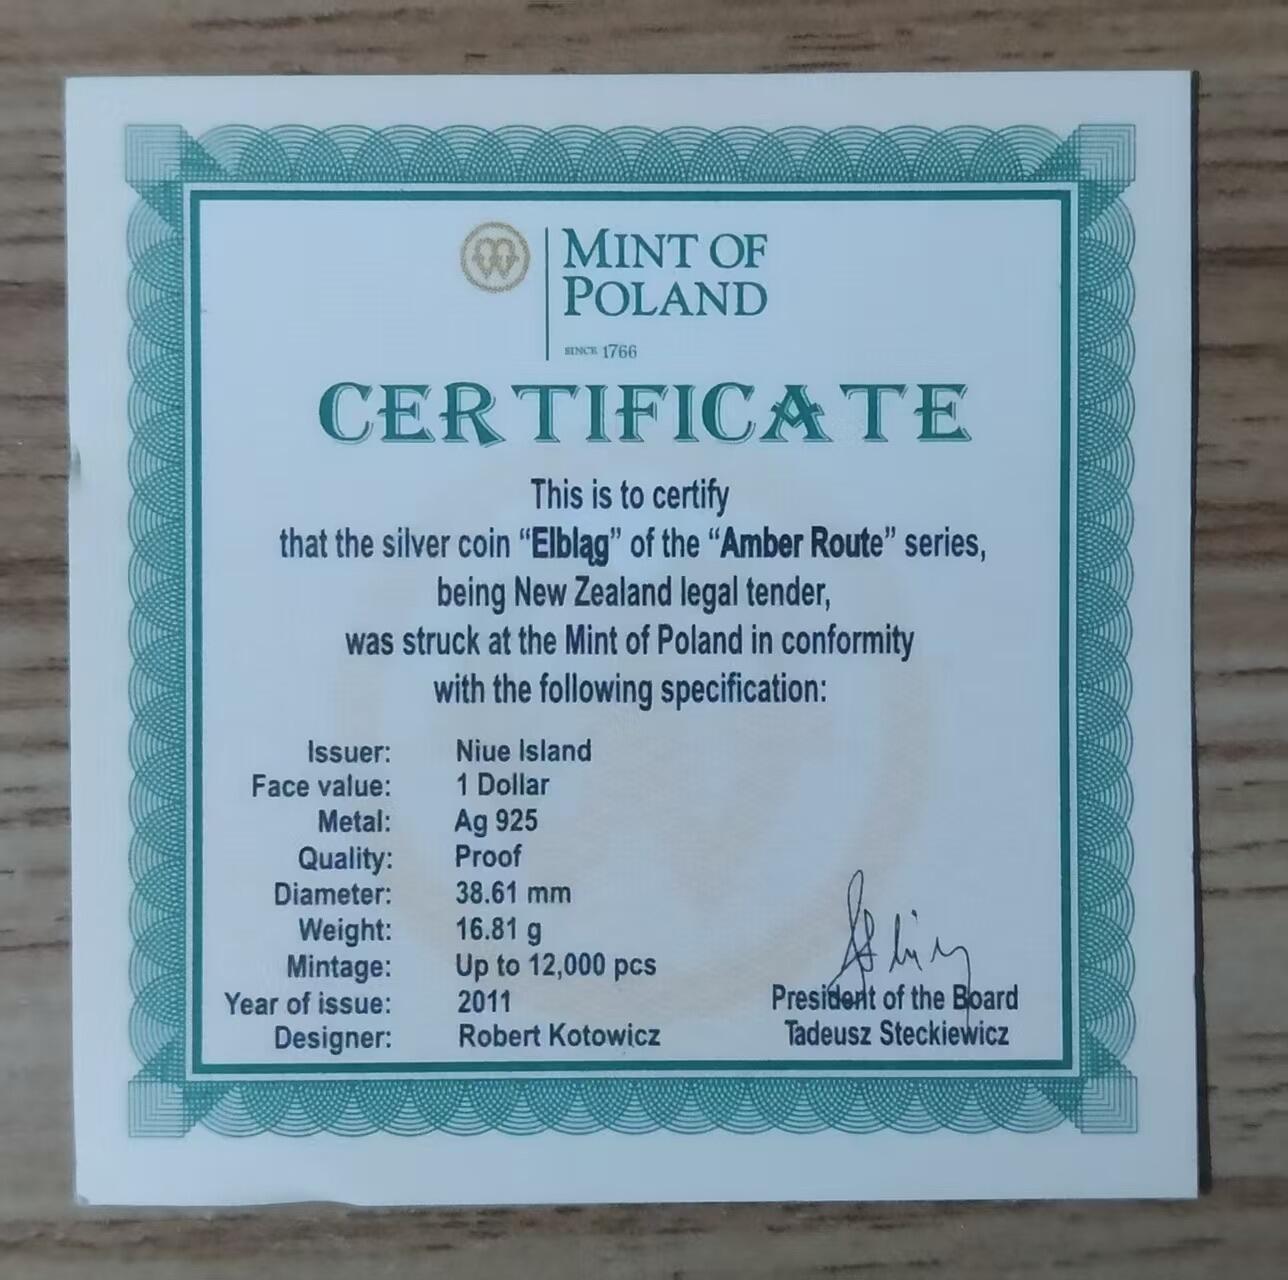 MINT OF
POLAND
SINCE 1766
CERTIFICATE
This is to certify
that the silver coin “Elbląg” of the “Amber Route” series,
being New Zealand legal tender,
was struck at the Mint of Poland in conformity
with the following specification:
Issuer: Niue Island
Face value: 1 Dollar
Metal: Ag 925
Quality: Proof
Diameter: 38.61 mm
Weight: 16.81 g
Mintage: Up to 12,000 pcs
Year of issue: 2011
Designer: Robert Kotowicz
President of the Board
Tadeusz Steckiewicz